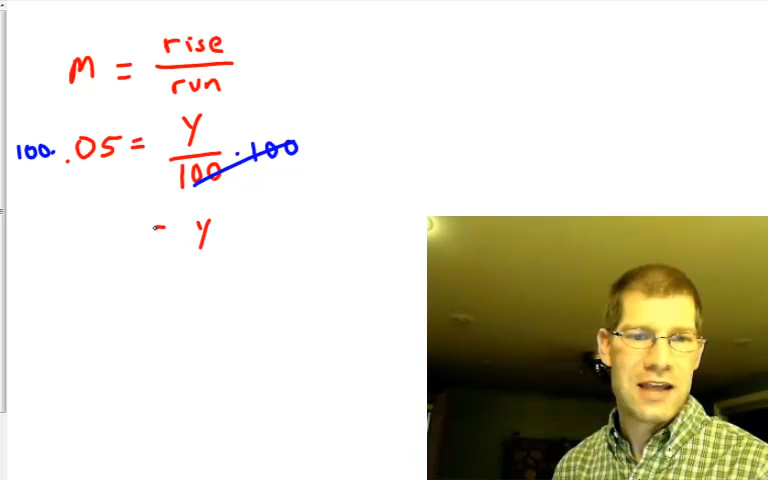 M = rise
run
100. .05 = y
100 . 100
= y